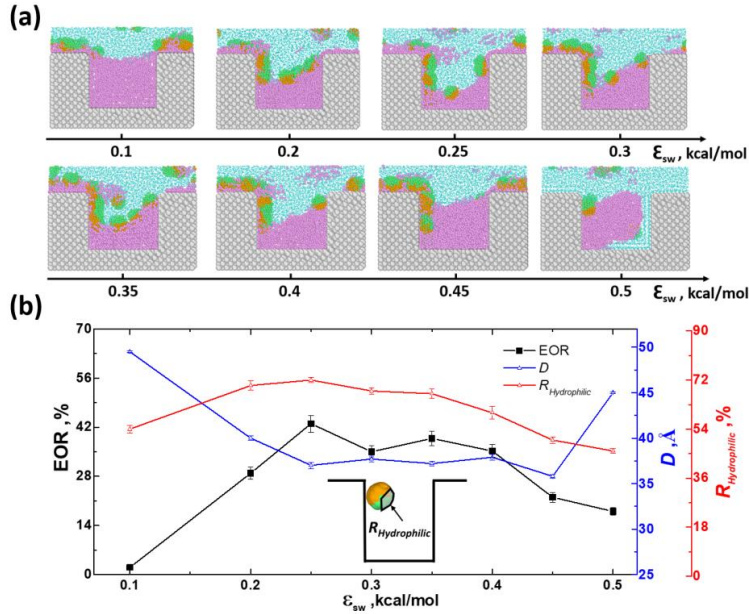 (a)
0.1 0.2 0.25 0.3 εsw, kcal/mol
0.35 0.4 0.45 0.5 εsw, kcal/mol
(b)
70 50 90
EOR
D
RHydrophilic
56 45 72
42 40 54
28 35 36
14 30 18
0 25 0
EOR, %
D, Å
RHydrophilic, %
RHydrophilic
0.1 0.2 0.3 0.4 0.5
εsw ,kcal/mol